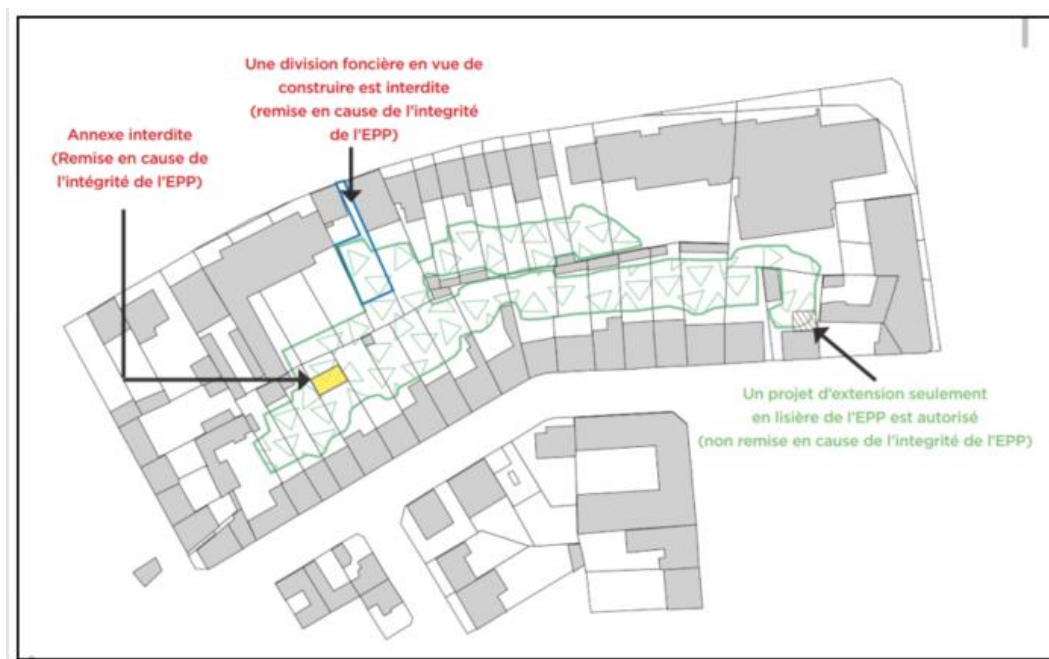 Une division foncière en vue de
construire est interdite
(remise en cause de l'integrité
de l'EPP)
Annexe interdite
(Remise en cause de
l'intégrité de l'EPP)
Un projet d'extension seulement
en lisière de l'EPP est autorisé
(non remise en cause de l'integrité de l'EPP)